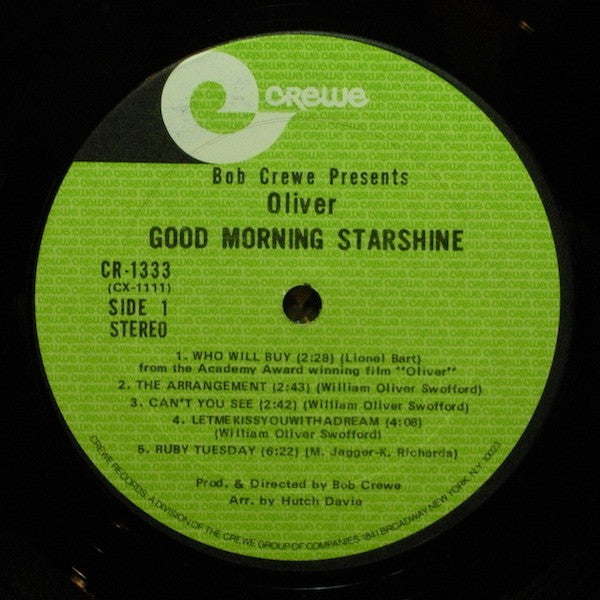 crewe
Bob Crewe Presents
Oliver
GOOD MORNING STARSHINE
CR-1333
(CX-1111)
SIDE 1
STEREO
1. WHO WILL BUY (2:28) (Lionel Bart)
from the Academy Award winning film "Oliver"
2. THE ARRANGEMENT (2:43) (William Oliver Swofford)
3. CAN'T YOU SEE (2:42) (William Oliver Swofford)
4. LETMEKISSYOUWITHADREAM (4:08)
(William Oliver Swofford)
5. RUBY TUESDAY (6:22) (M. Jagger-K. Richards)
Prod. & Directed by Bob Crewe
Arr. by Hutch Davie
CREWE RECORDS, A DIVISION OF THE CREWE GROUP OF COMPANIES, 1841 BROADWAY NEW YORK, N.Y. 10023